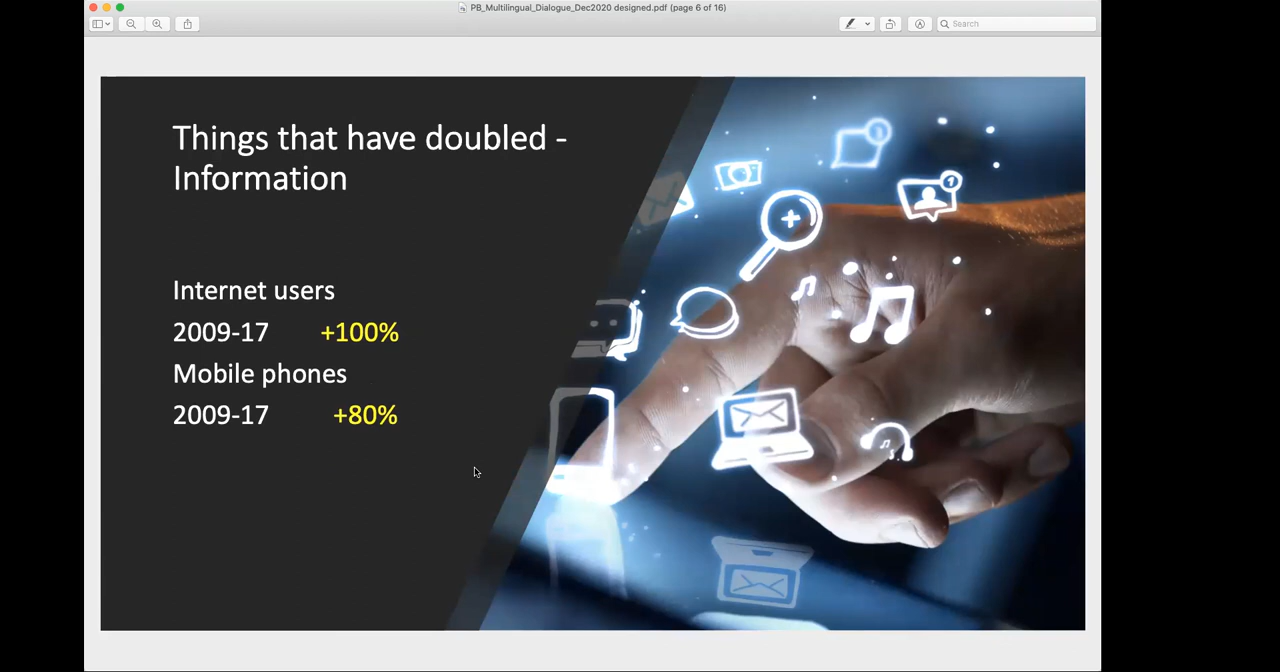 PB_Multilingual_Dialogue_Dec2020 designed.pdf (page 6 of 16)
Search
Things that have doubled -
Information
Internet users
2009-17 +100%
Mobile phones
2009-17 +80%
1